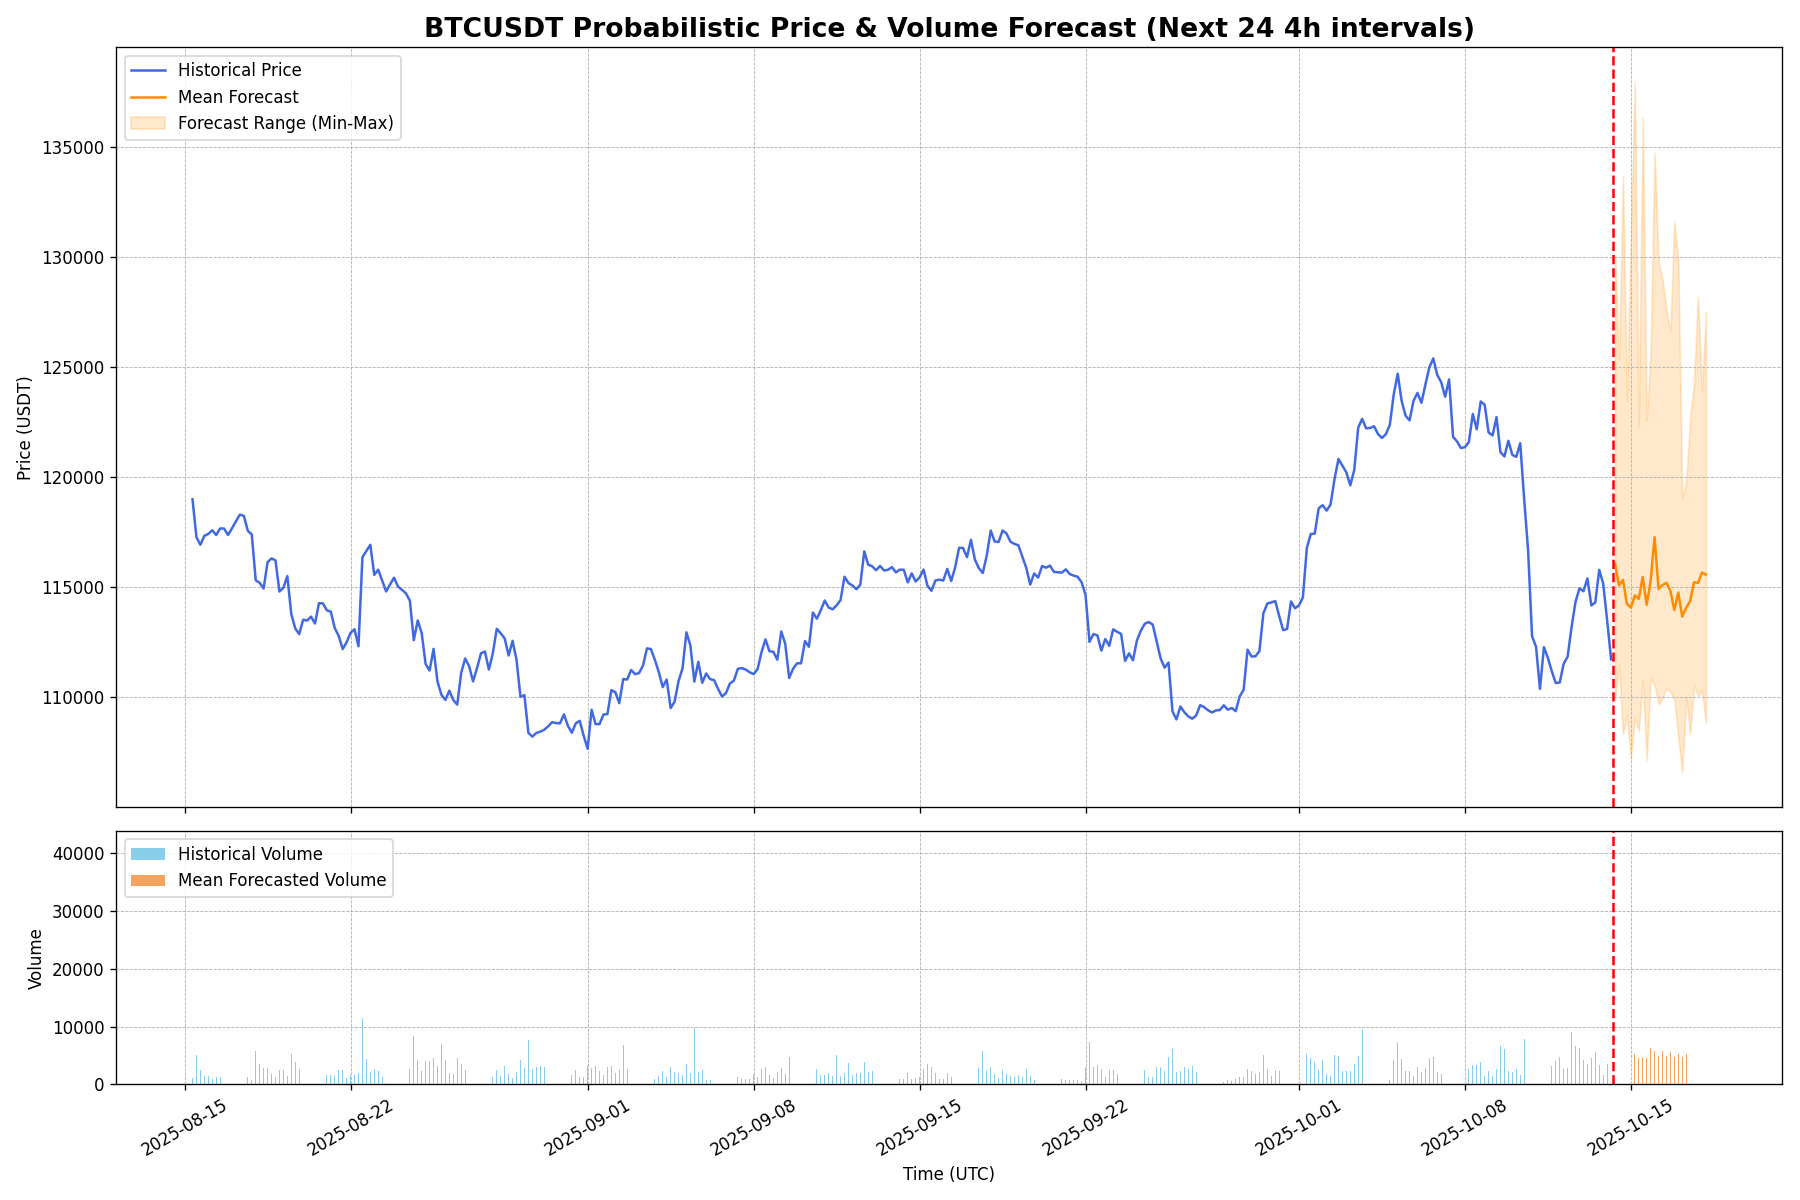 BTCUSDT Probabilistic Price & Volume Forecast (Next 24 4h intervals)
Historical Price
Mean Forecast
Forecast Range (Min-Max)
135000
130000
125000
120000
115000
110000
Price (USDT)
Historical Volume
Mean Forecasted Volume
40000
30000
20000
10000
0
Volume
2025-08-15
2025-08-22
2025-09-01
2025-09-08
2025-09-15
2025-09-22
2025-10-01
2025-10-08
2025-10-15
Time (UTC)